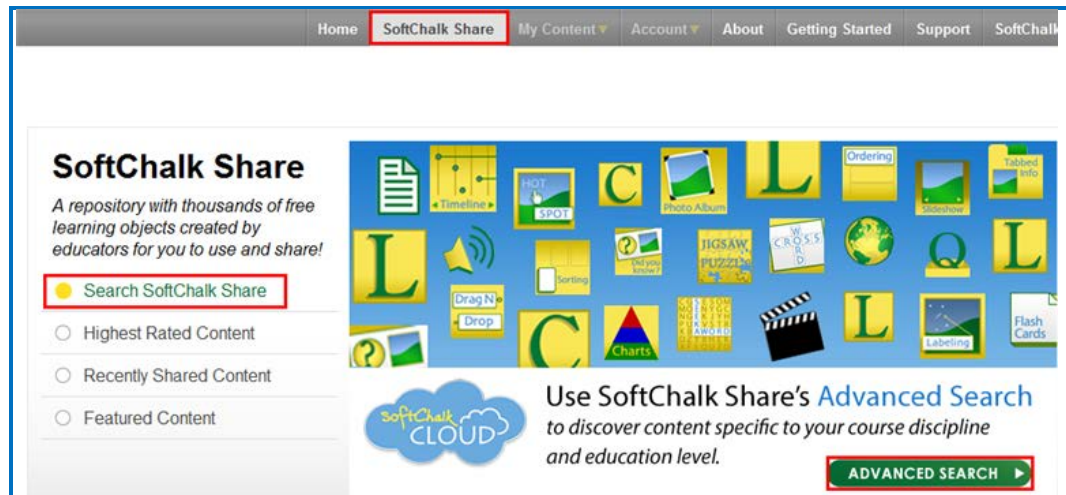 Home SoftChalk Share My Content Account About Getting Started Support SoftChalk
SoftChalk Share
A repository with thousands of free
learning objects created by
educators for you to use and share!
Search SoftChalk Share
Highest Rated Content
Recently Shared Content
Featured Content
Timeline
HOT
SPOT
C
Photo Album
L
Ordering
Tabbed
Info
Slideshow
L
Sorting
Did you
know?
JIGSAW
PUZZLE
CROSS
WORD
Q
L
Drag N
Drop
C
Charts
L
Labeling
Flash
Cards
softChalk
CLOUD
Use SoftChalk Share's Advanced Search
to discover content specific to your course discipline
and education level.
ADVANCED SEARCH